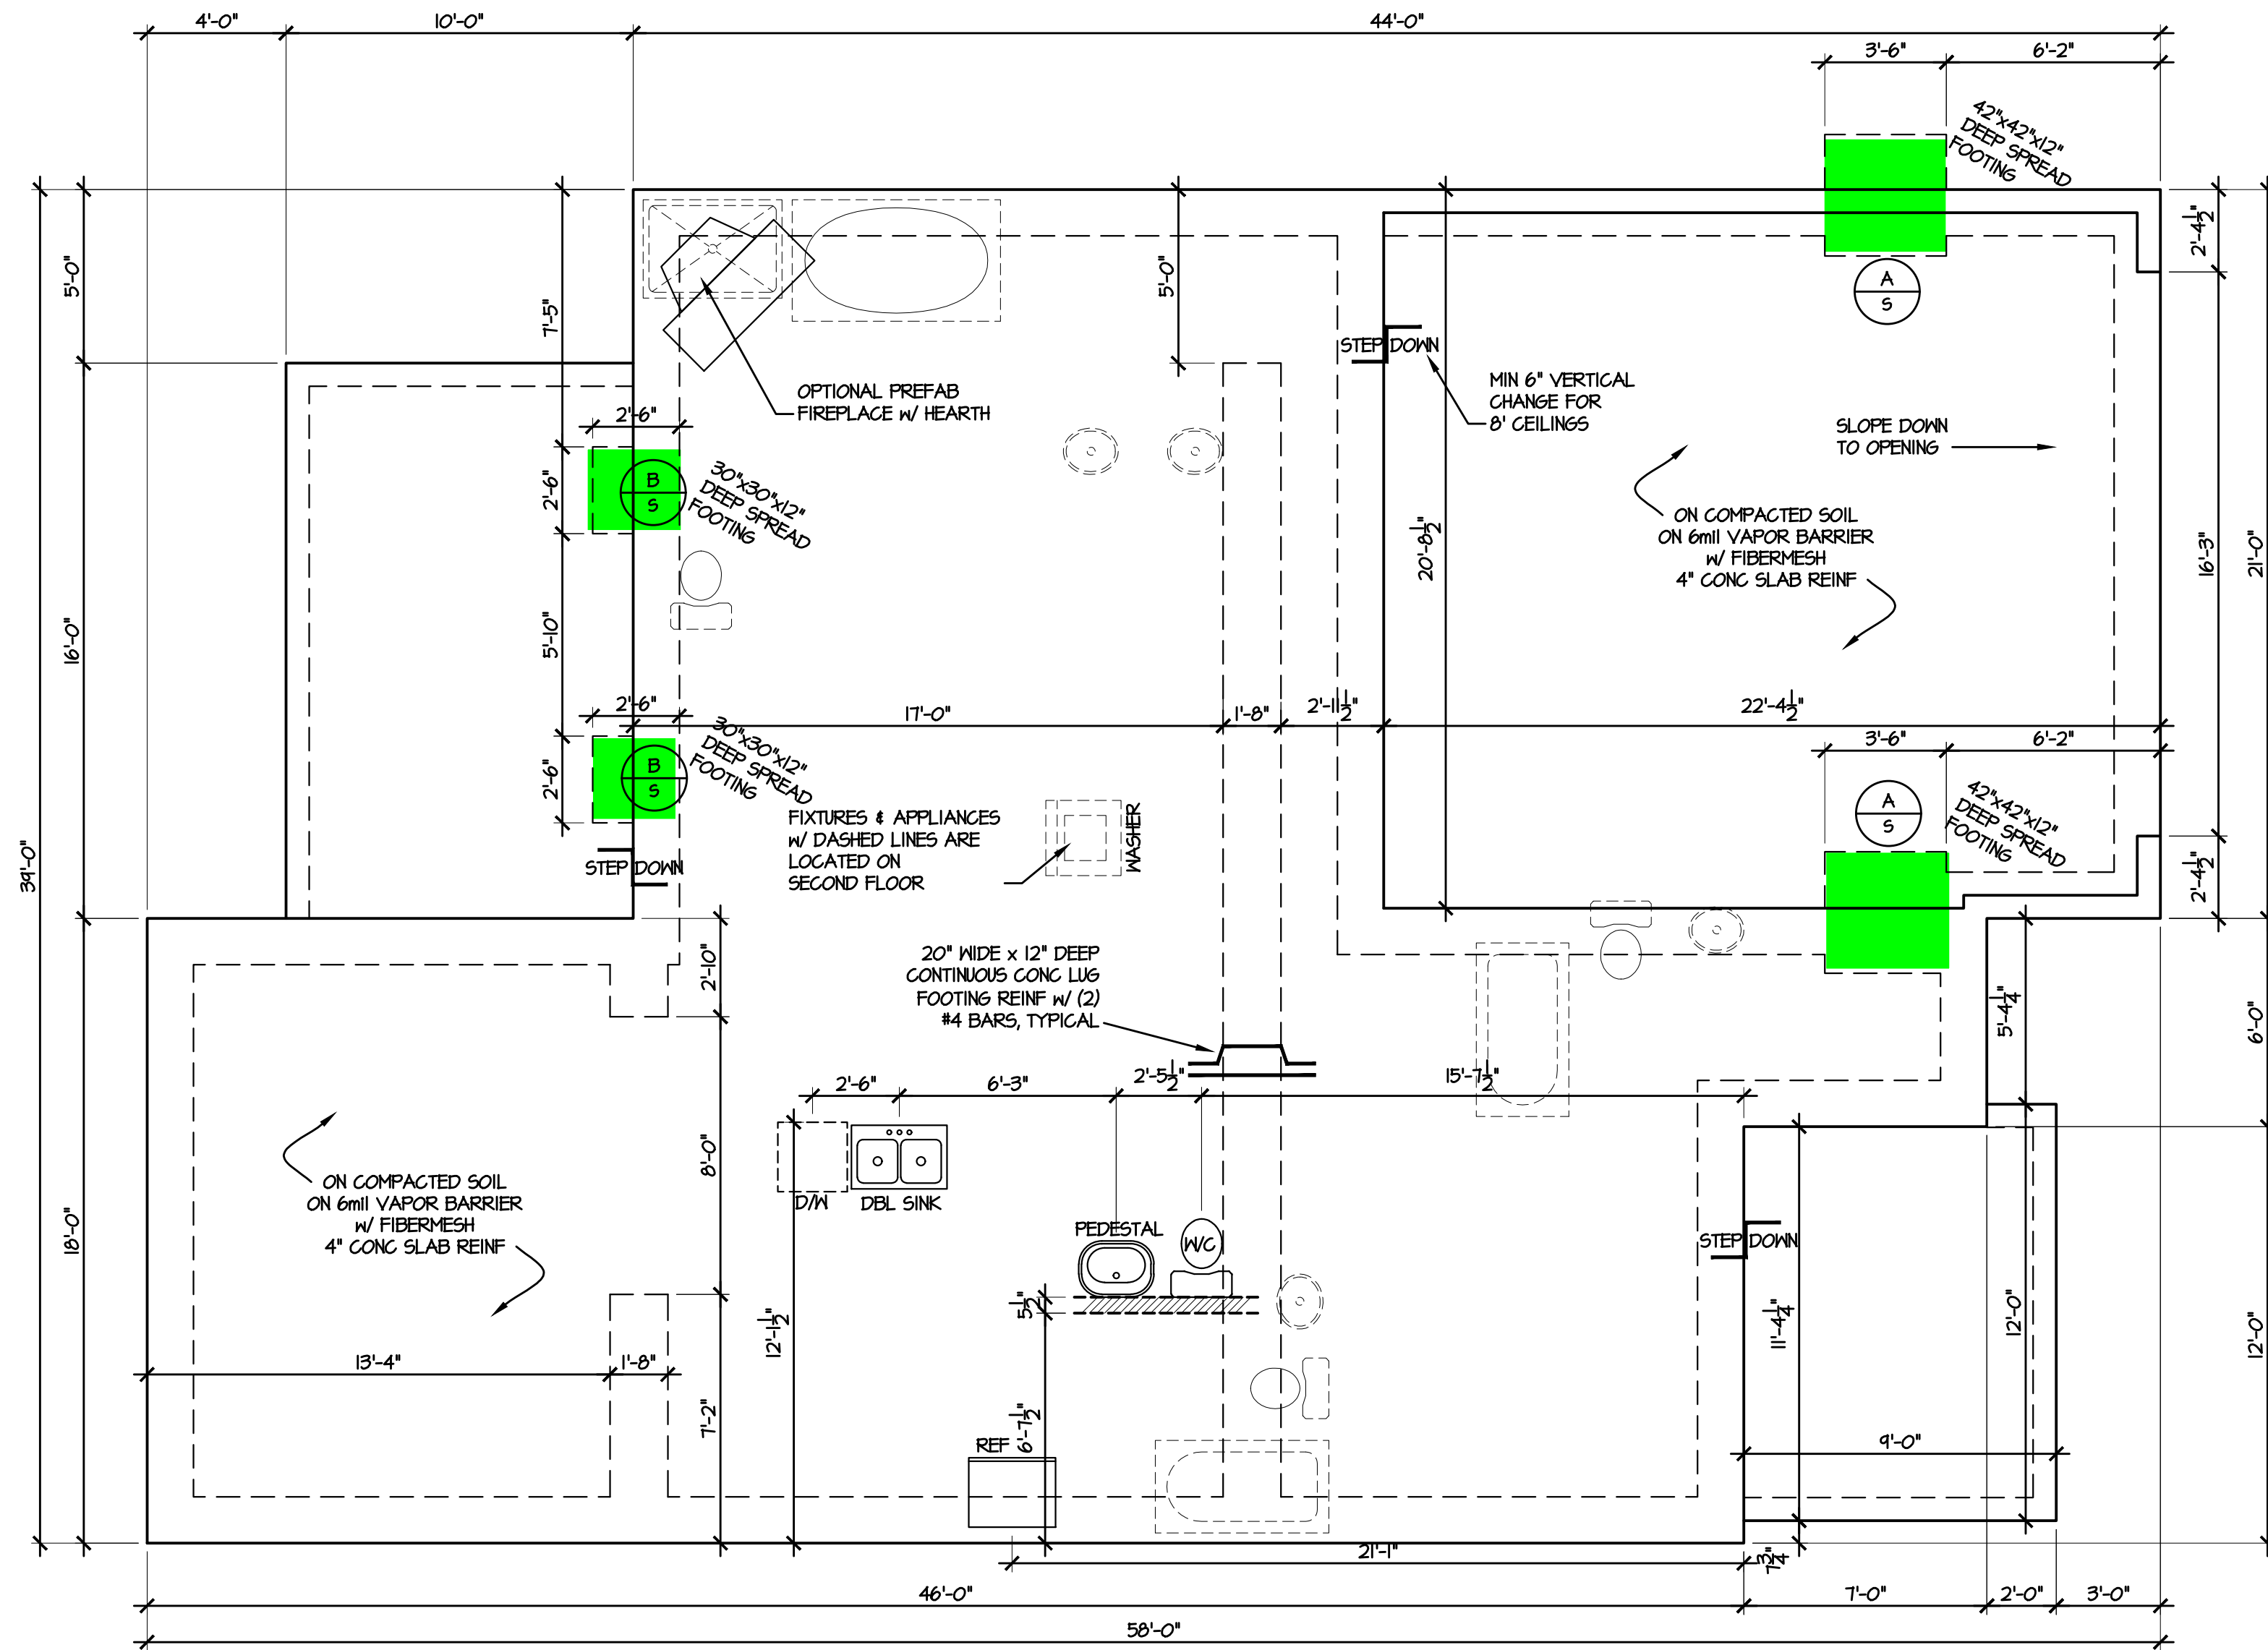 4'-0"
10'-0"
44'-0"
3'-6"
6'-2"
42"x42"x12"
DEEP SPREAD
FOOTING
A
S
2'-4 1/2"
5'-0"
7'-5"
5'-0"
STEP DOWN
MIN 6" VERTICAL
CHANGE FOR
8' CEILINGS
OPTIONAL PREFAB
FIREPLACE w/ HEARTH
SLOPE DOWN
TO OPENING
2'-6"
B
S
2'-6"
30"x30"x12"
DEEP SPREAD
FOOTING
20'-8 1/2"
ON COMPACTED SOIL
ON 6mil VAPOR BARRIER
w/ FIBERMESH
4" CONC SLAB REINF
16'-3"
21'-0"
16'-0"
5'-10"
2'-6"
17'-0"
1'-8"
2'-11 1/2"
22'-4 1/2"
3'-6"
6'-2"
2'-6"
B
S
30"x30"x12"
DEEP SPREAD
FOOTING
A
S
42"x42"x12"
DEEP SPREAD
FOOTING
FIXTURES & APPLIANCES
w/ DASHED LINES ARE
LOCATED ON
SECOND FLOOR
WASHER
STEP DOWN
39'-0"
2'-4 1/2"
2'-10"
20" WIDE x 12" DEEP
CONTINUOUS CONC LUG
FOOTING REINF w/ (2)
#4 BARS, TYPICAL
5'-4 1/4"
6'-0"
2'-6"
6'-3"
2'-5 1/2"
15'-7 1/2"
8'-0"
ON COMPACTED SOIL
ON 6mil VAPOR BARRIER
w/ FIBERMESH
4" CONC SLAB REINF
D/W
DBL SINK
PEDESTAL
W/C
STEP DOWN
18'-0"
12'-1 1/2"
5 1/2"
11'-4 1/4"
12'-0"
12'-0"
13'-4"
1'-8"
7'-2"
REF
6'-7 1/2"
9'-0"
21'-1"
7 3/4"
46'-0"
7'-0"
2'-0"
3'-0"
58'-0"